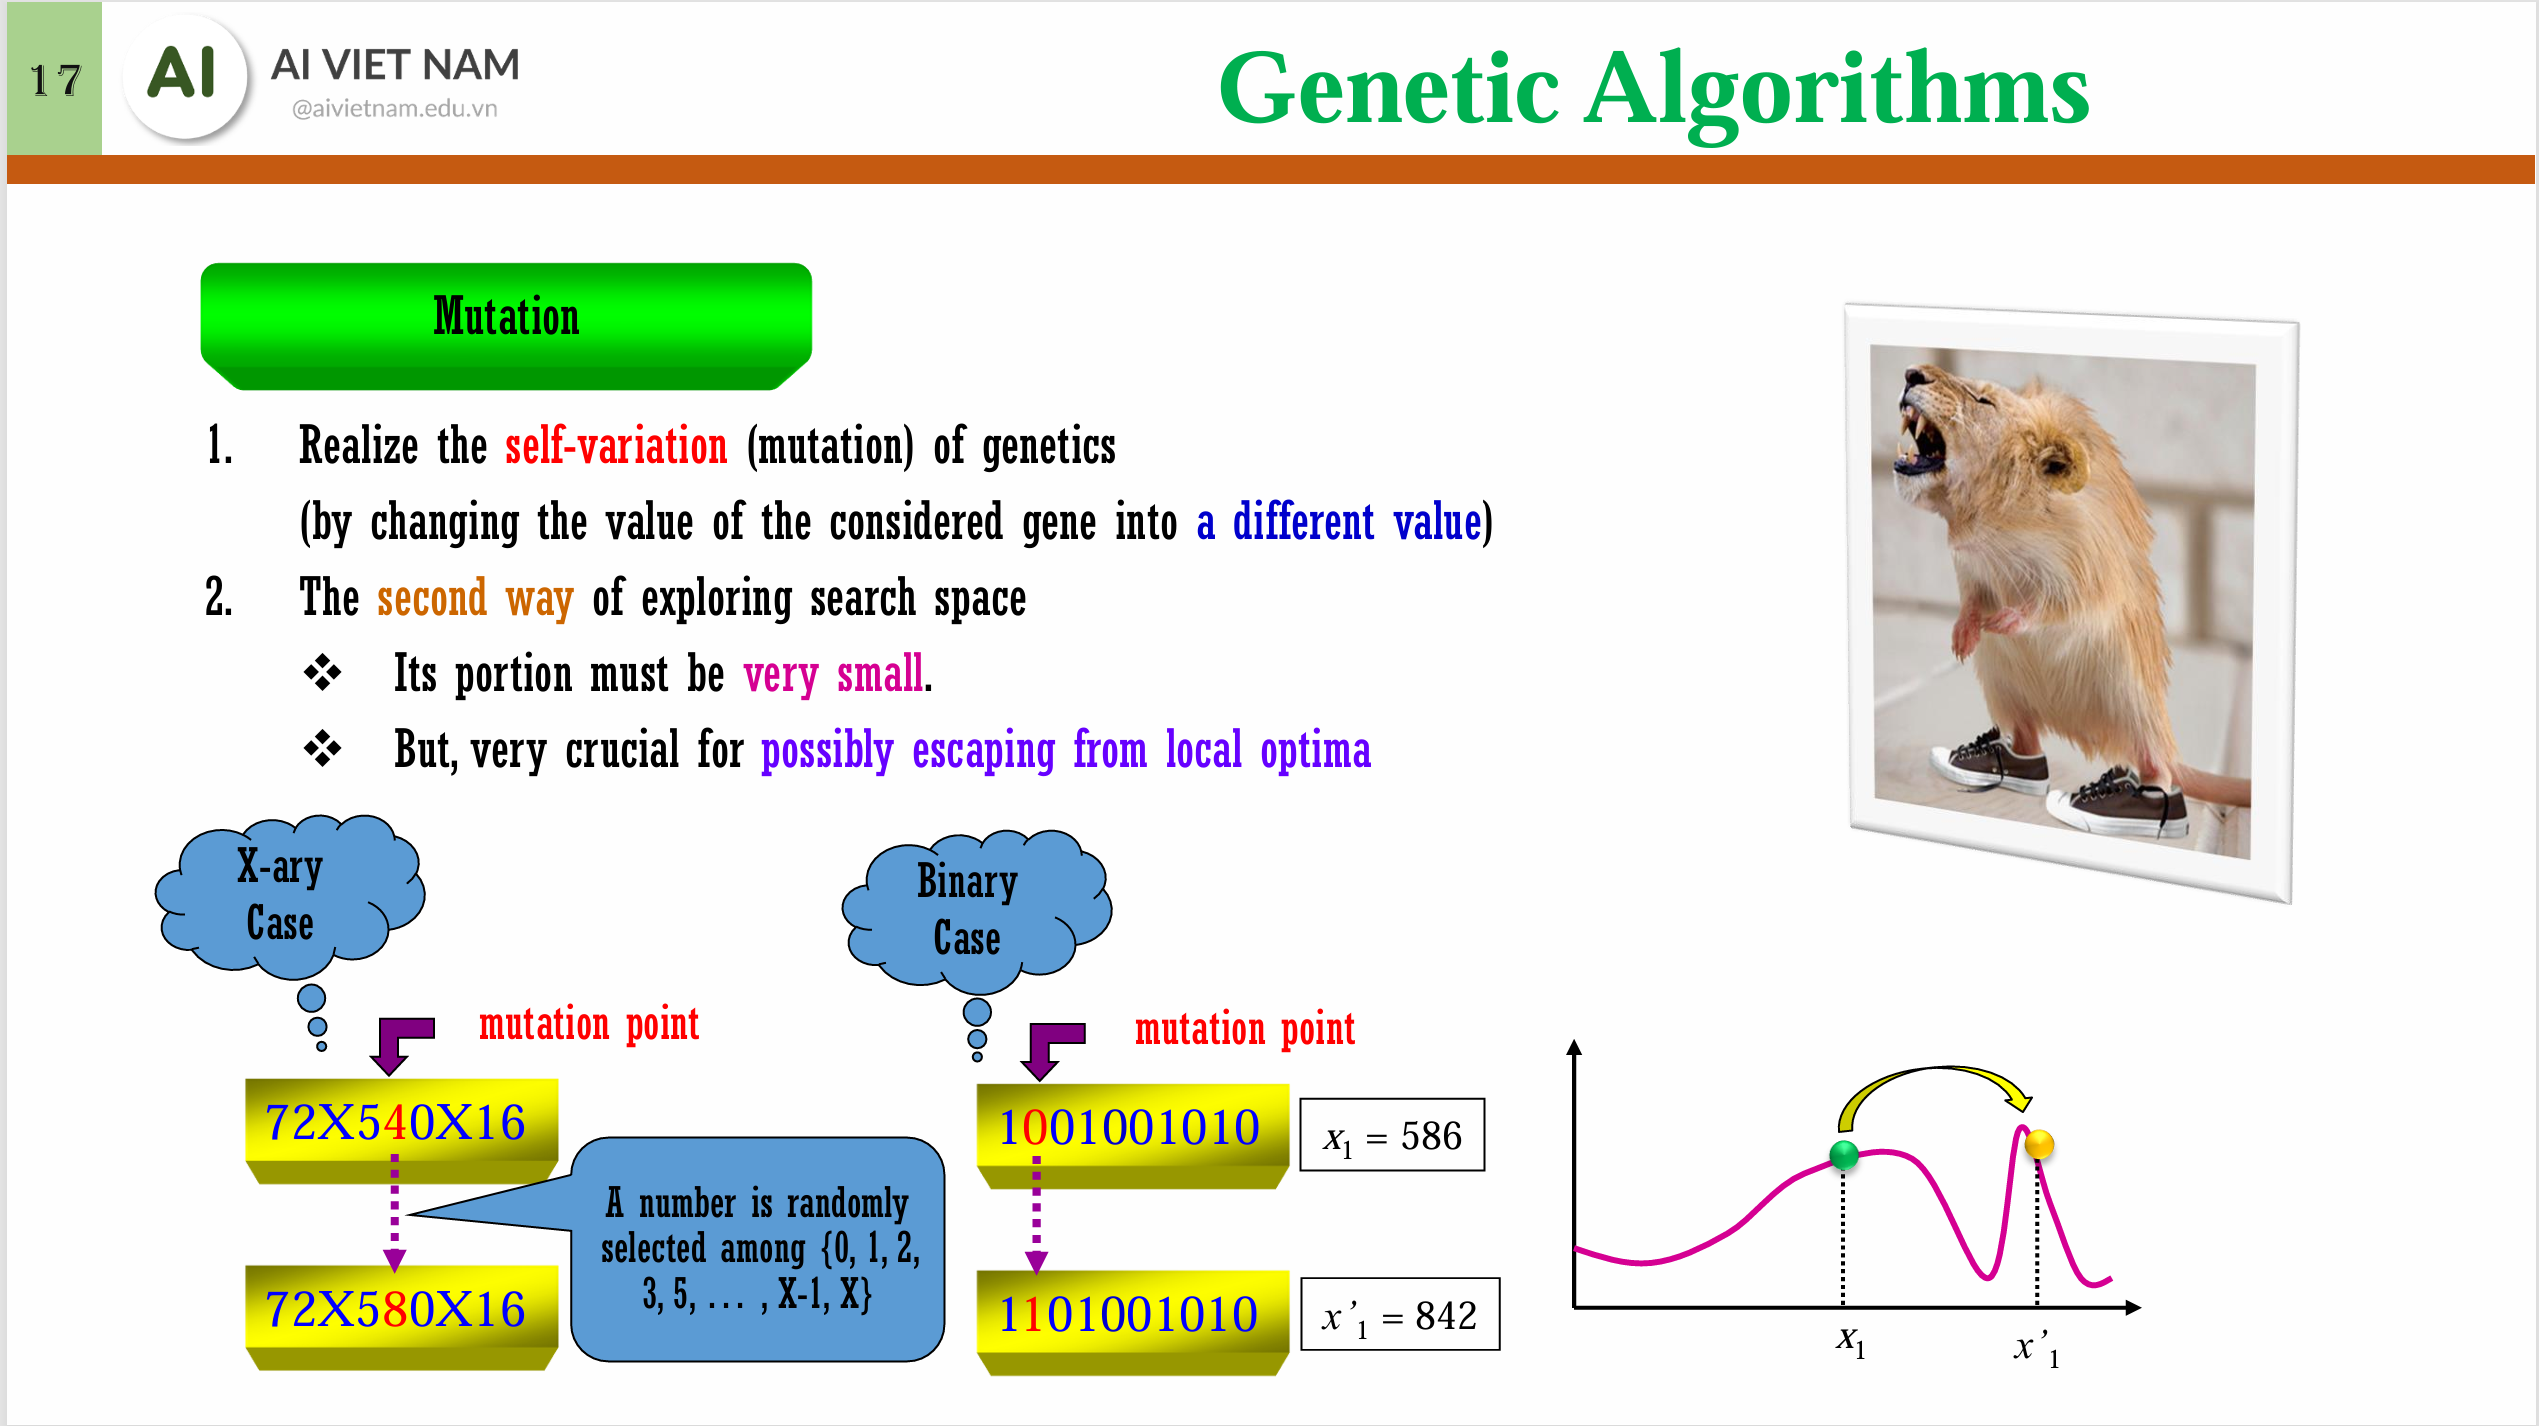 17
AI
AI VIET NAM
@aivietnam.edu.vn
Genetic Algorithms
Mutation
1. Realize the self-variation (mutation) of genetics
(by changing the value of the considered gene into a different value)
2. The second way of exploring search space
❖ Its portion must be very small.
❖ But, very crucial for possibly escaping from local optima
X-ary
Case
mutation point
72X540X16
A number is randomly
selected among {0, 1, 2,
3, 5, … , X-1, X}
72X580X16
Binary
Case
mutation point
1001001010
x₁ = 586
1101001010
x’₁ = 842
x₁
x’₁